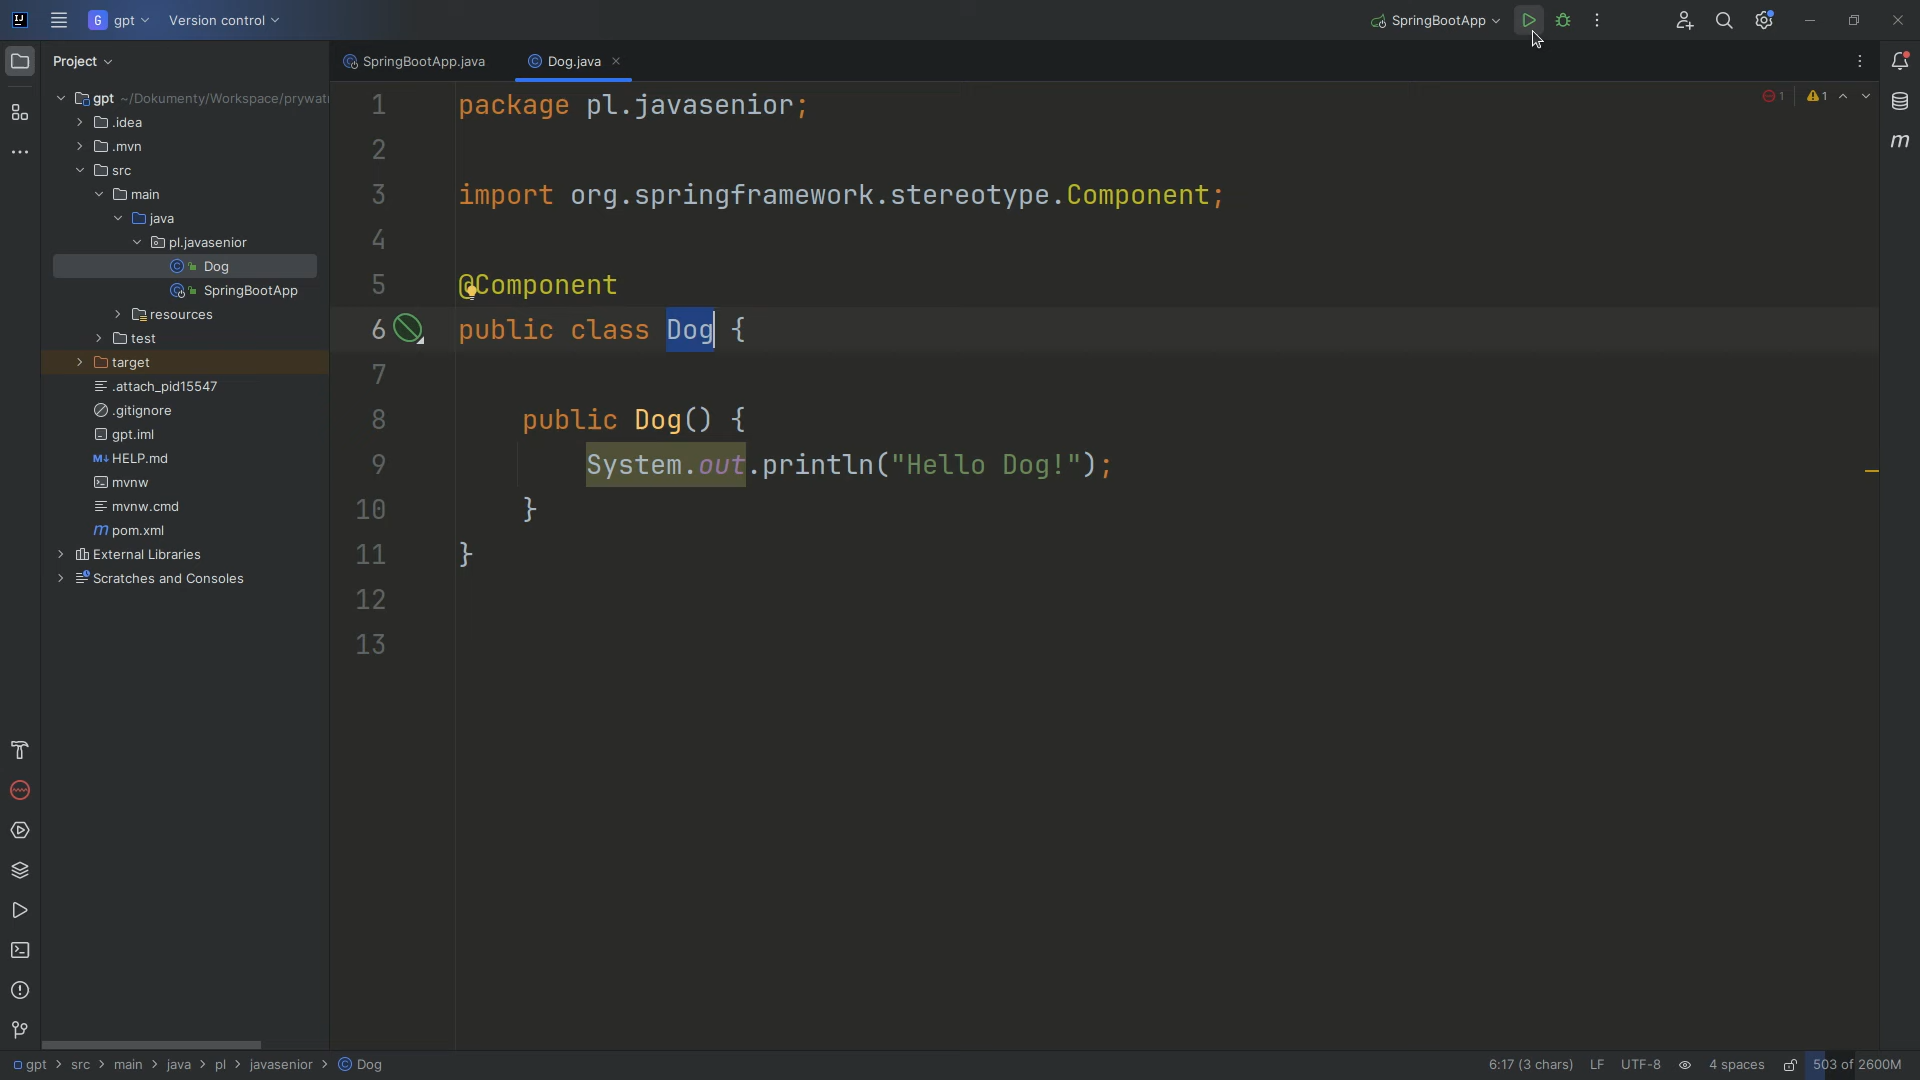 G gpt Version control SpringBootApp
Project SpringBootApp.java Dog.java
gpt ~/Dokumenty/Workspace/prywatn
.idea
.mvn
src
main
java
pl.javasenior
Dog
SpringBootApp
resources
test
target
.attach_pid15547
.gitignore
gpt.iml
HELP.md
mvnw
mvnw.cmd
pom.xml
External Libraries
Scratches and Consoles
1 package pl.javasenior;
2
3 import org.springframework.stereotype.Component;
4
5 @Component
6 public class Dog {
7
8 public Dog() {
9 System.out.println("Hello Dog!");
10 }
11 }
12
13
1 1
m
gpt > src > main > java > pl > javasenior > Dog
6:17 (3 chars) LF UTF-8 4 spaces 503 of 2600M